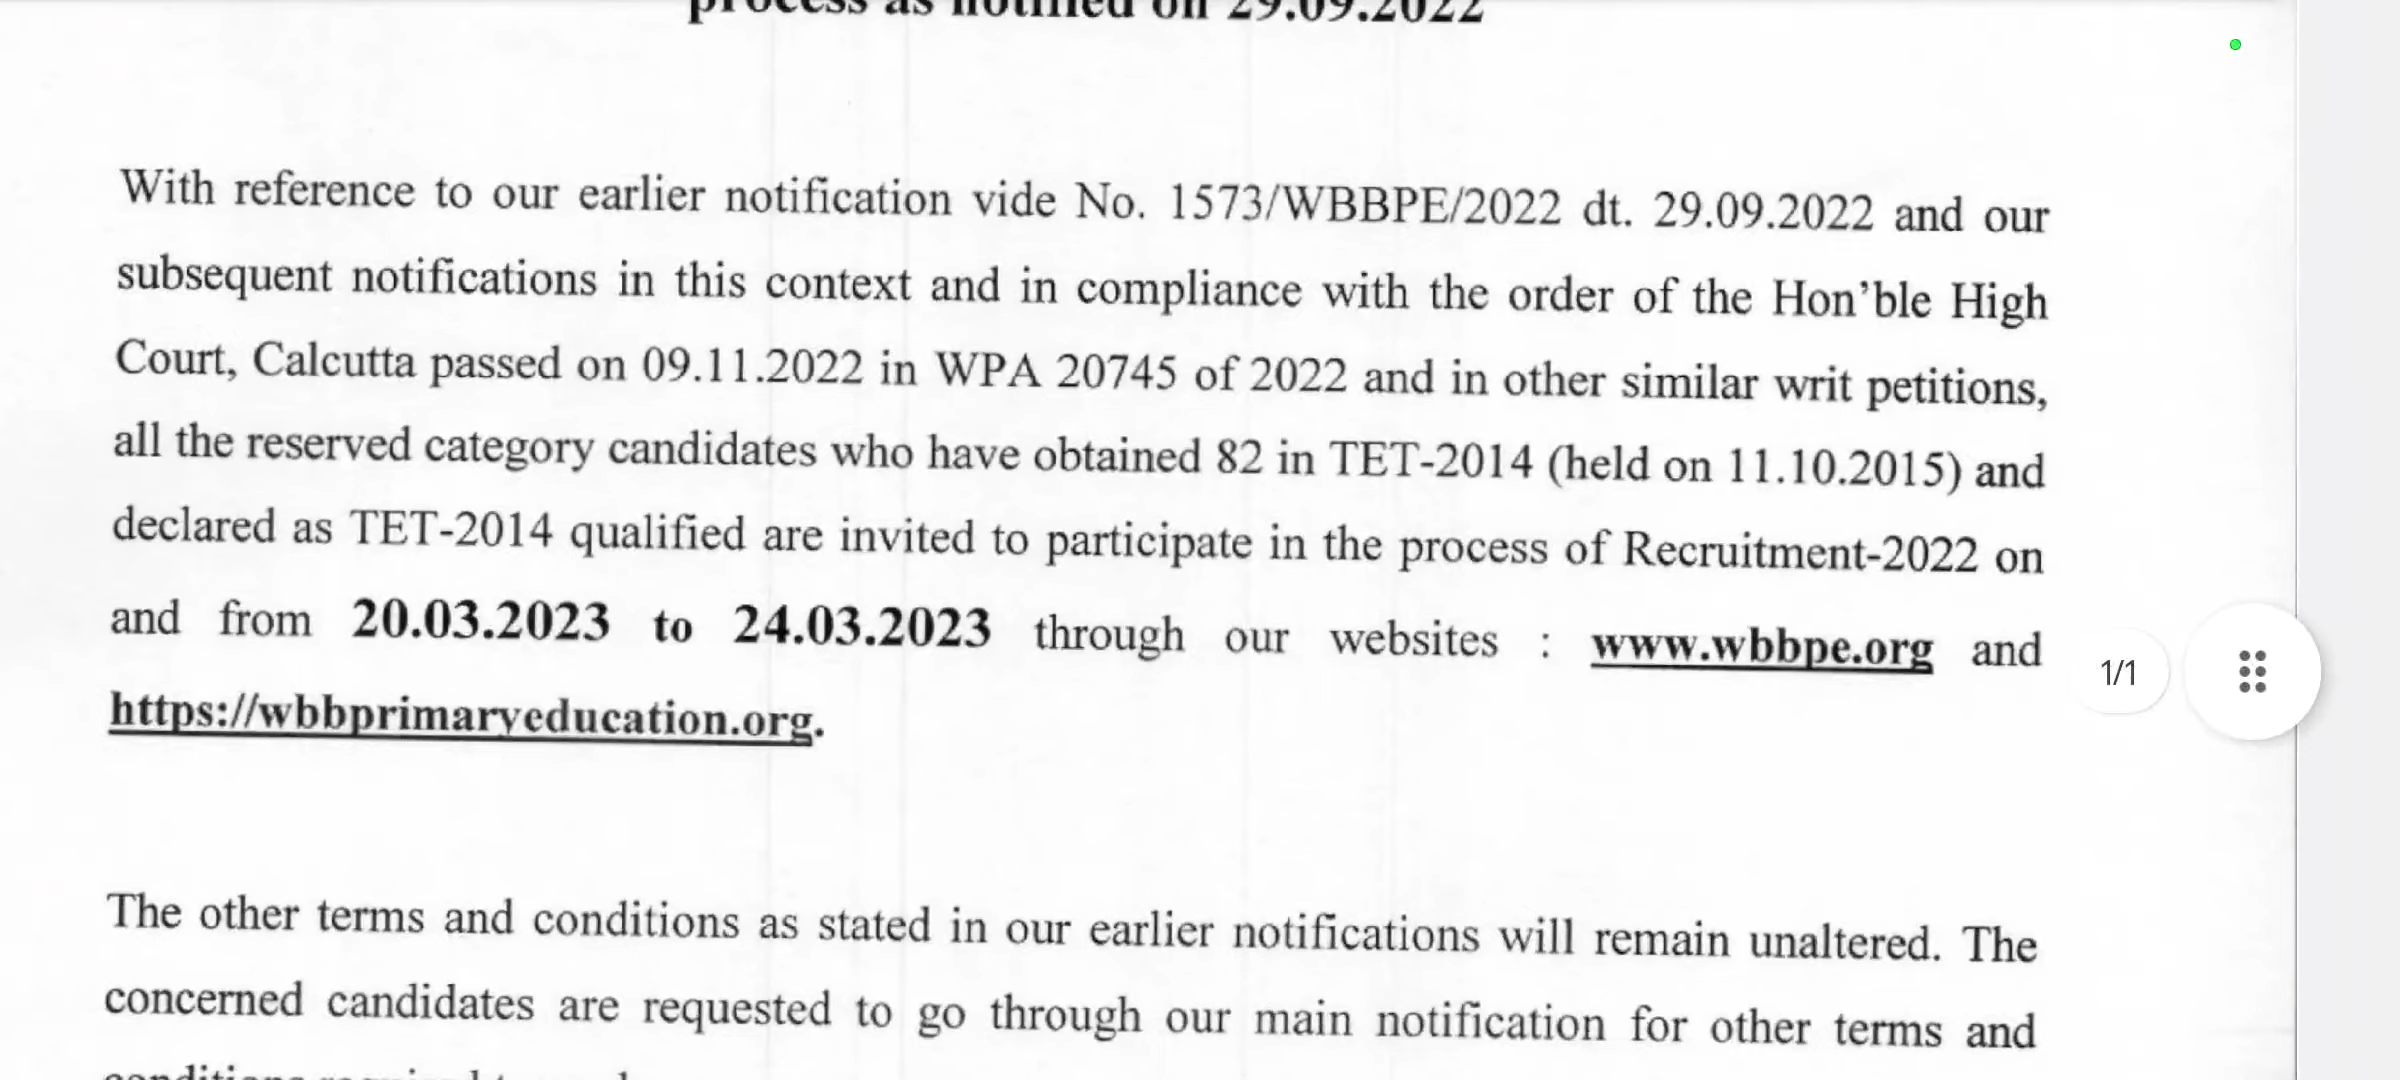 process as notified on 29.09.2022
With reference to our earlier notification vide No. 1573/WBBPE/2022 dt. 29.09.2022 and our
subsequent notifications in this context and in compliance with the order of the Hon'ble High
Court, Calcutta passed on 09.11.2022 in WPA 20745 of 2022 and in other similar writ petitions,
all the reserved category candidates who have obtained 82 in TET-2014 (held on 11.10.2015) and
declared as TET-2014 qualified are invited to participate in the process of Recruitment-2022 on
and from 20.03.2023 to 24.03.2023 through our websites : www.wbbpe.org and
https://wbbprimaryeducation.org.
1/1
The other terms and conditions as stated in our earlier notifications will remain unaltered. The
concerned candidates are requested to go through our main notification for other terms and